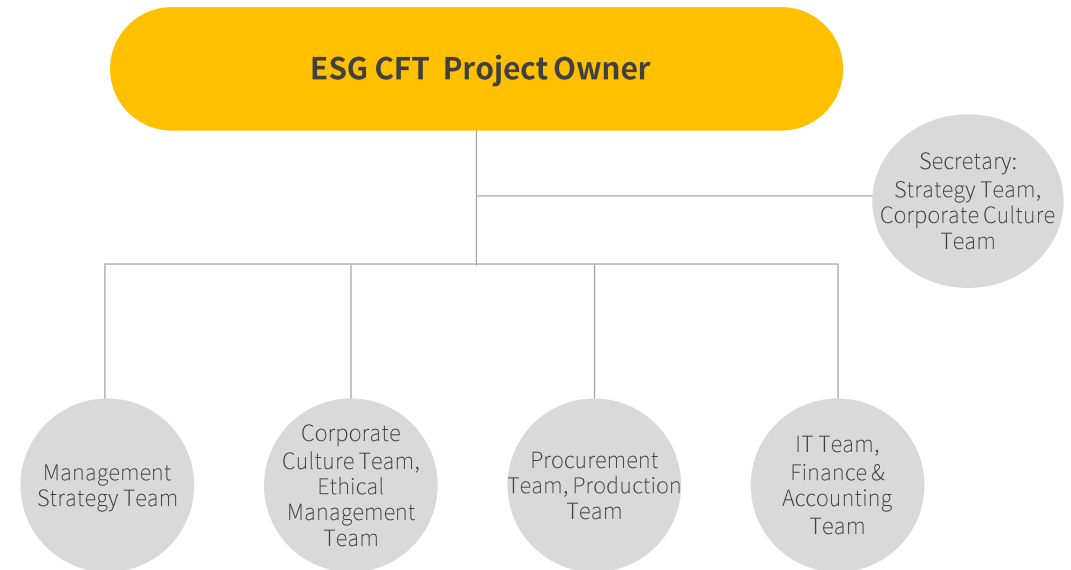 ESG CFT Project Owner
Secretary:
Strategy Team,
Corporate Culture
Team
Management
Strategy Team
Corporate
Culture Team,
Ethical
Management
Team
Procurement
Team, Production
Team
IT Team,
Finance &
Accounting
Team